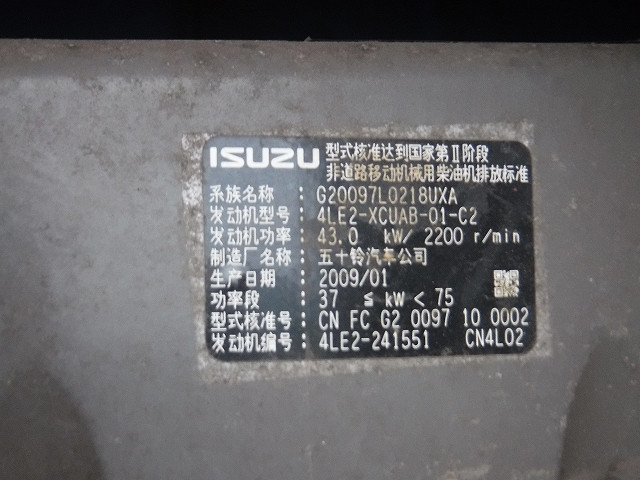 ISUZU 型式核准达到国家第Ⅱ阶段
非道路移动机械用柴油机排放标准
系族名称 : G20097L0218UXA
发动机型号 : 4LE2-XCUAB-01-C2
发动机功率 : 43.0 kW/ 2200 r/min
制造厂名称 : 五十铃汽车公司
生产日期 : 2009/01
功率段 : 37 ≦ kW < 75
型式核准号 : CN FC G2 0097 10 0002
发动机编号 : 4LE2-241551 CN4L02